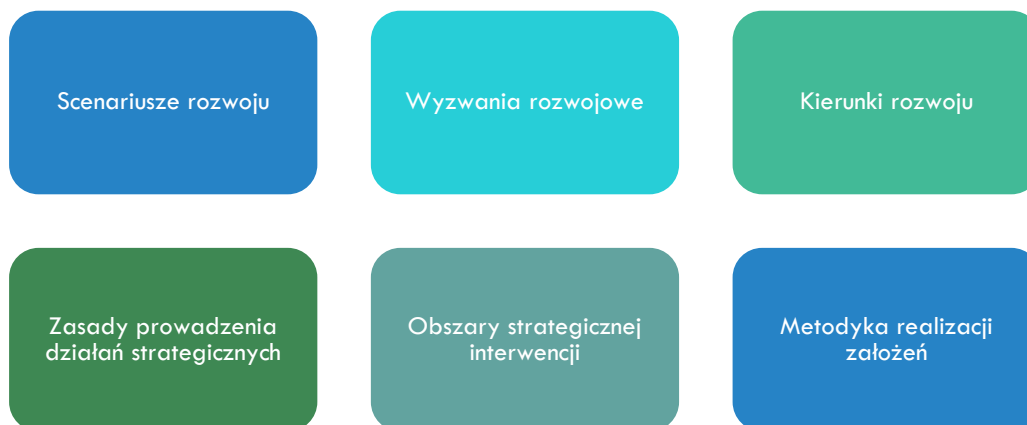 Scenariusze rozwoju
Wyzwania rozwojowe
Kierunki rozwoju
Zasady prowadzenia
działań strategicznych
Obszary strategicznej
interwencji
Metodyka realizacji
założeń